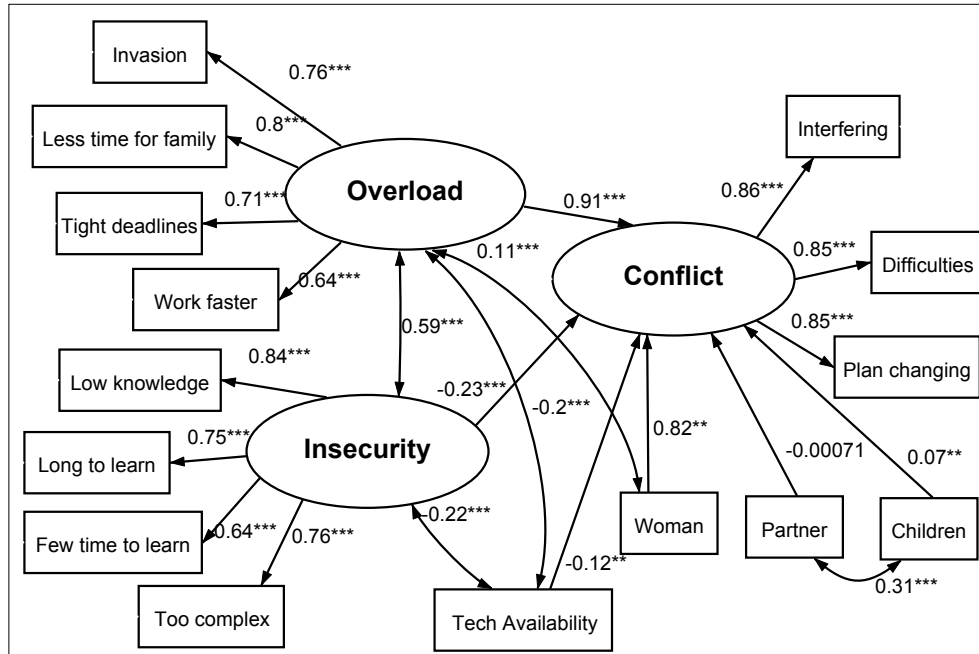 Invasion
0.76***
Less time for family
0.8***
Interfering
Overload
0.91***
0.86***
Tight deadlines
0.71***
0.11***
0.85***
Difficulties
Conflict
Work faster
0.64***
0.59***
0.85***
Plan changing
Low knowledge
0.84***
-0.23***
-0.2***
0.82**
-0.00071
0.07**
Long to learn
0.75***
Insecurity
Few time to learn
0.64***
0.76***
-0.22***
Woman
Partner
Children
-0.12**
0.31***
Too complex
Tech Availability